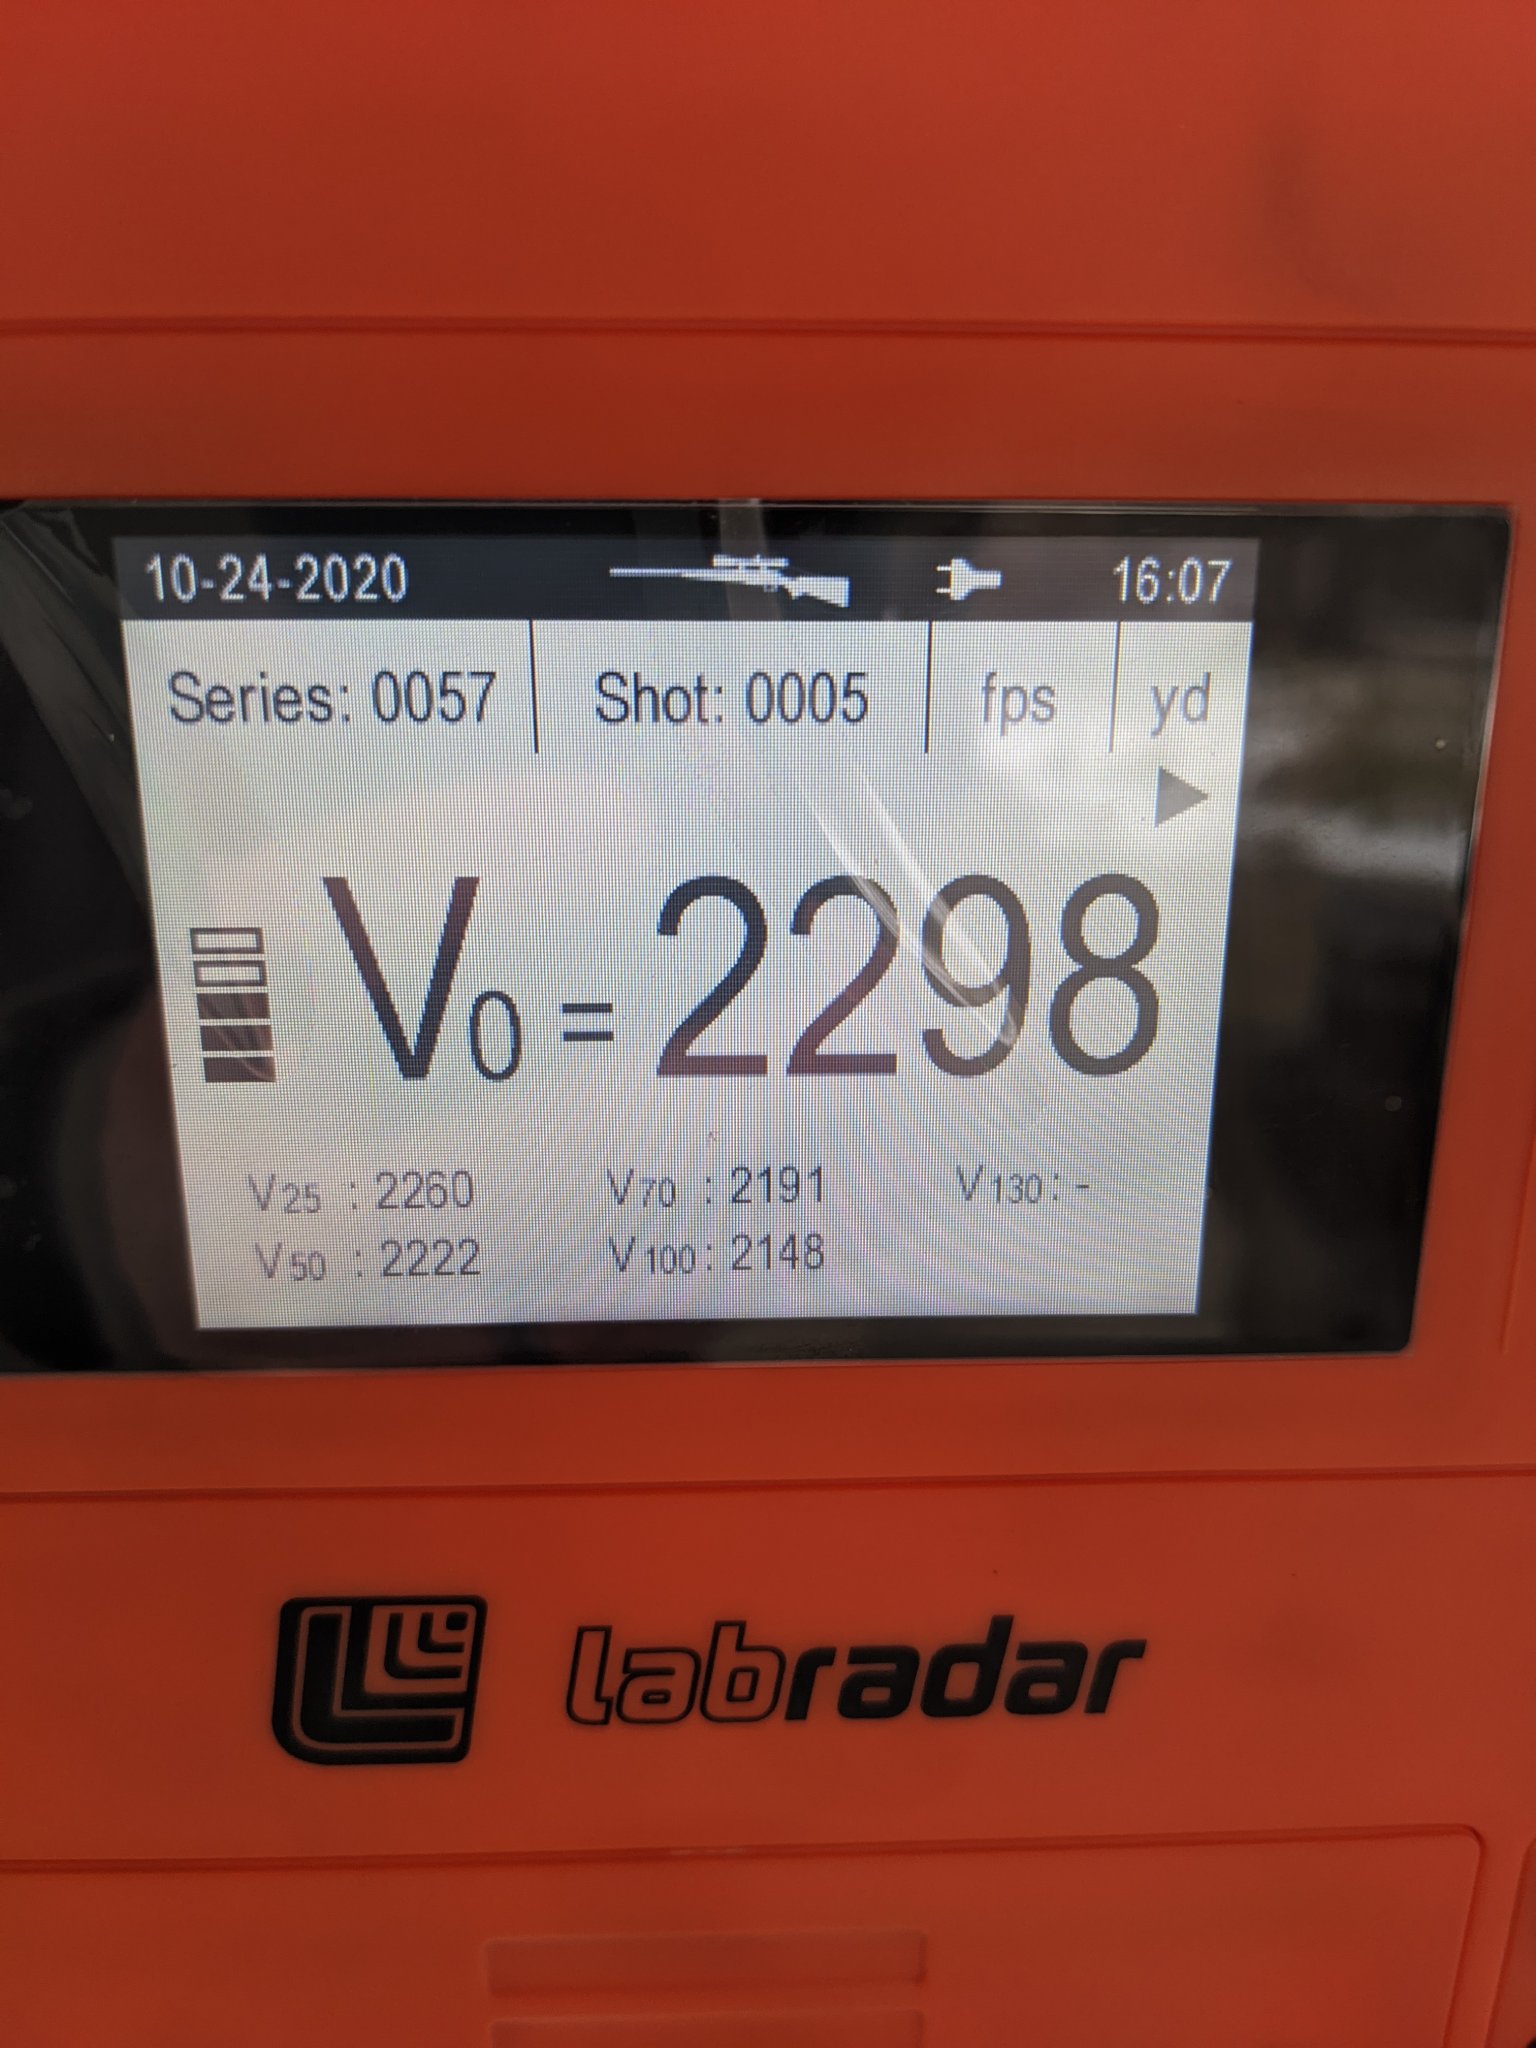 10-24-2020 16:07
Series: 0057 Shot: 0005 fps yd
V0 = 2298
V25 : 2260 V70 : 2191 V130: -
V50 : 2222 V100: 2148
labradar